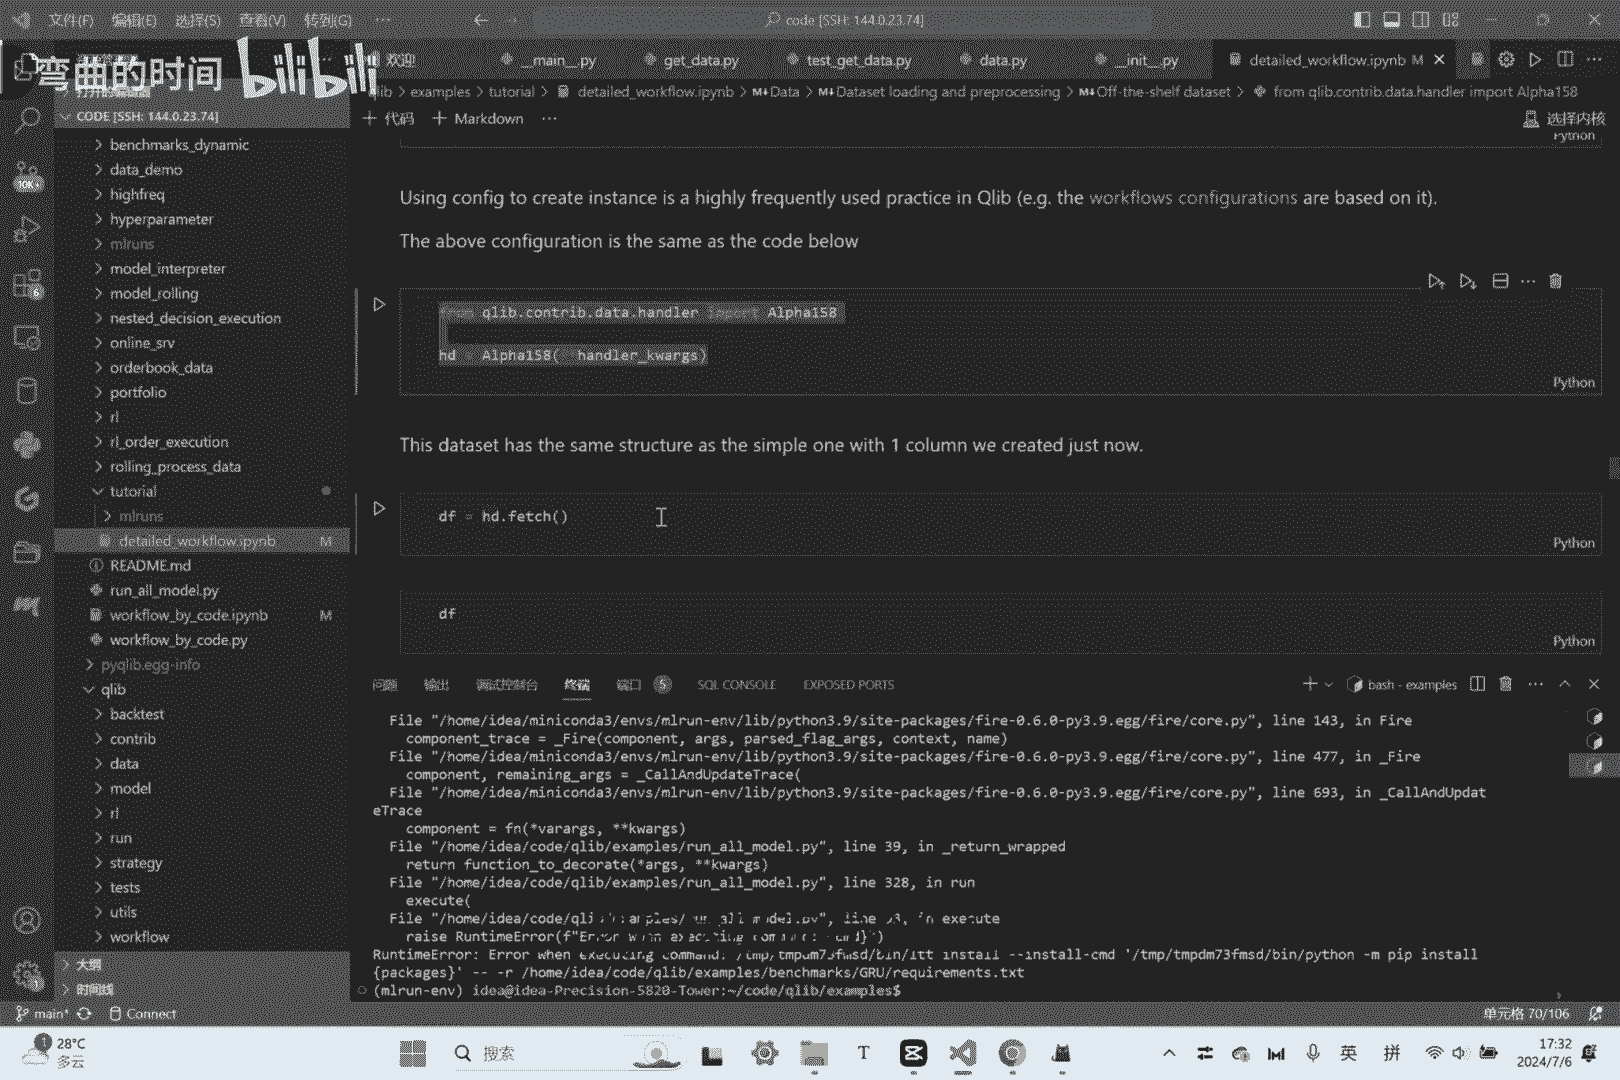 文件(F) 编辑(E) 选择(S) 查看(V) 转到(G) ··· code [SSH: 144.0.23.74]
弯曲的时间 bilibili
欢迎 __main__.py get_data.py test_get_data.py data.py __init__.py detailed_workflow.ipynb M
qlib > examples > tutorial > detailed_workflow.ipynb > M↓Data > M↓Dataset loading and preprocessing > M↓Off-the-shelf dataset > from qlib.contrib.data.handler import Alpha158
CODE [SSH: 144.0.23.74]
+ 代码 + Markdown ··· 选择内核
Python
benchmarks_dynamic
data_demo
highfreq
hyperparameter
mlruns
model_interpreter
model_rolling
nested_decision_execution
online_srv
orderbook_data
portfolio
rl
rl_order_execution
rolling_process_data
tutorial
mlruns
detailed_workflow.ipynb M
README.md
run_all_model.py
workflow_by_code.ipynb M
workflow_by_code.py
pyqlib.egg-info
qlib
backtest
contrib
data
model
rl
run
strategy
tests
utils
workflow
大纲
时间线
10K+
6
1
Using config to create instance is a highly frequently used practice in Qlib (e.g. the workflows configurations are based on it).
The above configuration is the same as the code below
from qlib.contrib.data.handler import Alpha158
hd = Alpha158(**handler_kwargs)
Python
This dataset has the same structure as the simple one with 1 column we created just now.
df = hd.fetch()
Python
df
Python
问题 输出 调试控制台 终端 端口 5 SQL CONSOLE EXPOSED PORTS bash - examples
File "/home/idea/miniconda3/envs/mlrun-env/lib/python3.9/site-packages/fire-0.6.0-py3.9.egg/fire/core.py", line 143, in Fire
component_trace = _Fire(component, args, parsed_flag_args, context, name)
File "/home/idea/miniconda3/envs/mlrun-env/lib/python3.9/site-packages/fire-0.6.0-py3.9.egg/fire/core.py", line 477, in _Fire
component, remaining_args = _CallAndUpdateTrace(
File "/home/idea/miniconda3/envs/mlrun-env/lib/python3.9/site-packages/fire-0.6.0-py3.9.egg/fire/core.py", line 693, in _CallAndUpdat
eTrace
component = fn(*varargs, **kwargs)
File "/home/idea/code/qlib/examples/run_all_model.py", line 39, in _return_wrapped
return function_to_decorate(*args, **kwargs)
File "/home/idea/code/qlib/examples/run_all_model.py", line 328, in run
execute(
File "/home/idea/code/qlib/examples/run_all_model.py", line 93, in execute
raise RuntimeError(f"Error when executing command: {cmd}")
RuntimeError: Error when executing command: /tmp/tmpdm73fmsd/bin/ltt install --install-cmd '/tmp/tmpdm73fmsd/bin/python -m pip install
{packages}' -- -r /home/idea/code/qlib/examples/benchmarks/GRU/requirements.txt
(mlrun-env) idea@idea-Precision-5820-Tower:~/code/qlib/examples$
main* Connect 单元格 70/106
1 28°C
多云
搜索
英 拼
17:32
2024/7/6